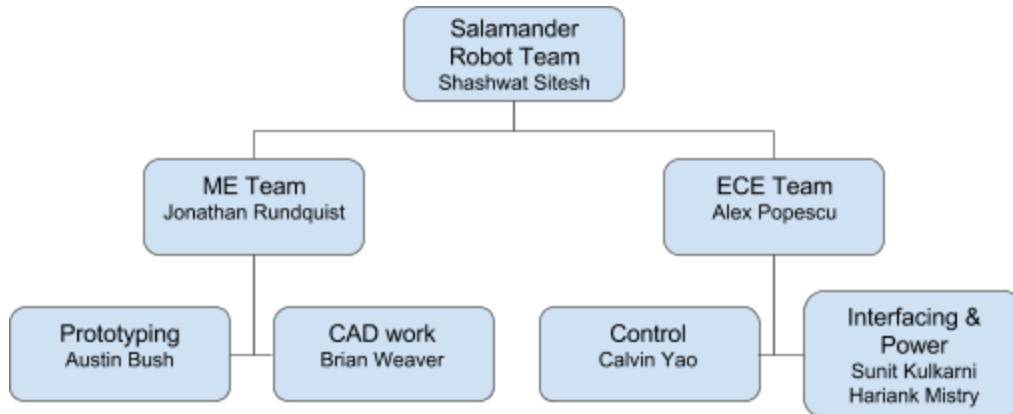 Salamander
Robot Team
Shashwat Sitesh
ME Team
Jonathan Rundquist
ECE Team
Alex Popescu
Prototyping
Austin Bush
CAD work
Brian Weaver
Control
Calvin Yao
Interfacing &
Power
Sunit Kulkarni
Hariank Mistry